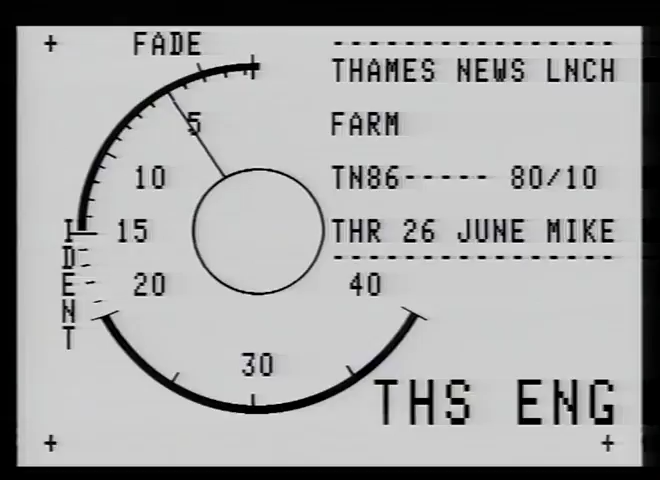 FADE
THAMES NEWS LNCH
5
FARM
10
TN86----- 80/10
15
THR 26 JUNE MIKE
IDENT
20
40
30
THS ENG